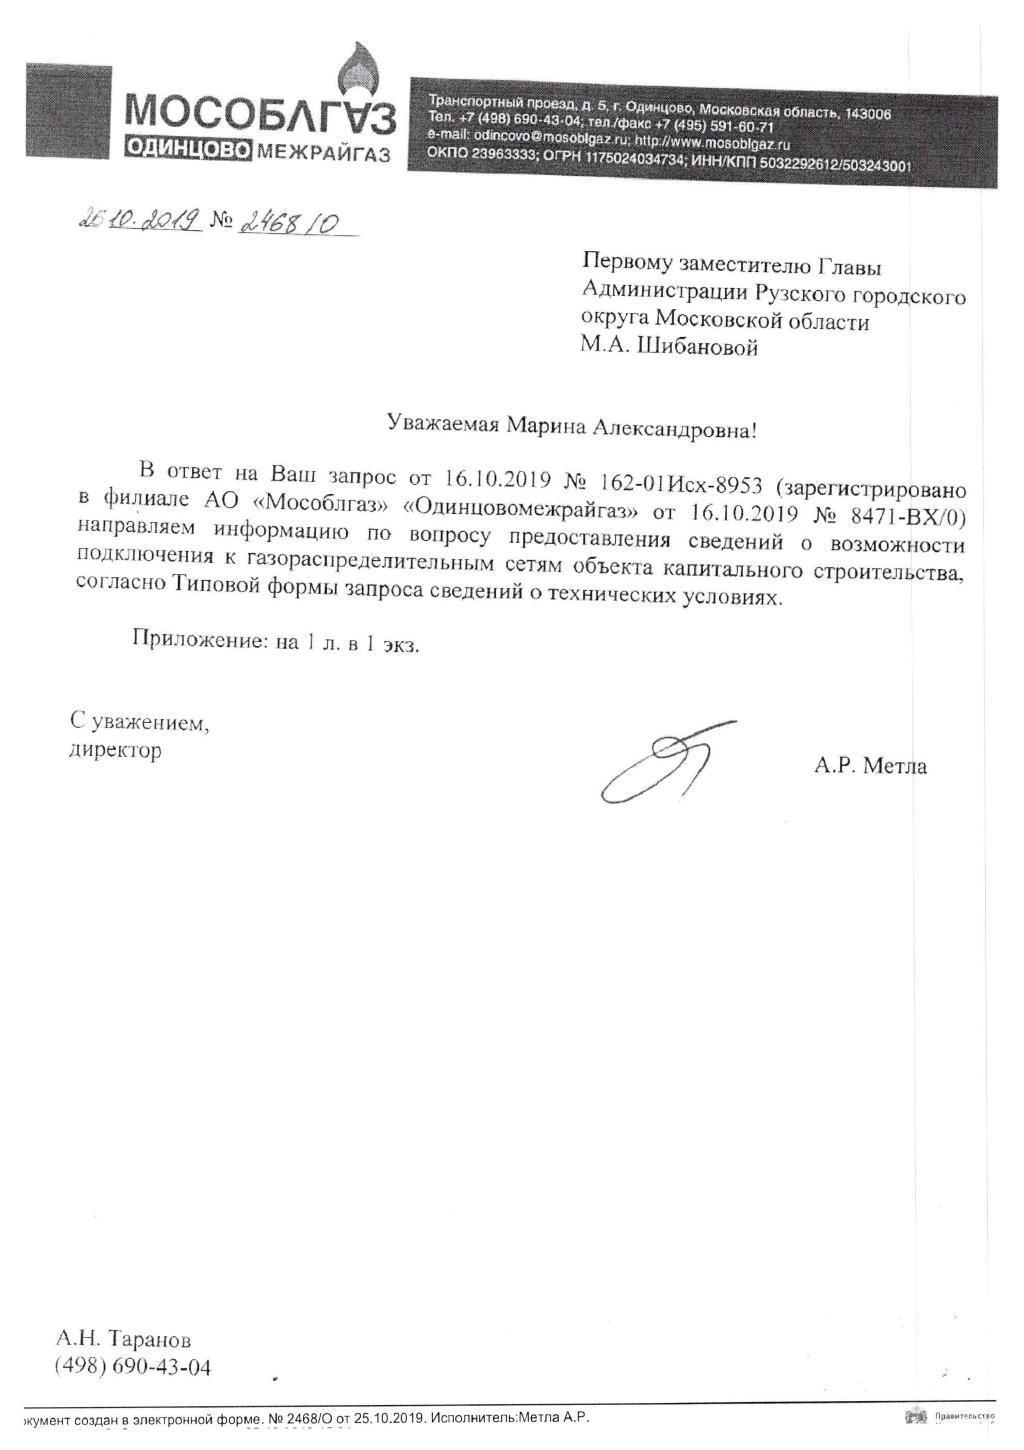 МОСОБЛГАЗ
ОДИНЦОВО МЕЖРАЙГАЗ
Транспортный проезд, д. 5, г. Одинцово, Московская область, 143006
Тел. +7 (498) 690-43-04; тел./факс +7 (495) 591-60-71
e-mail: odincovo@mosoblgaz.ru; http://www.mosoblgaz.ru
ОКПО 23963333; ОГРН 1175024034734; ИНН/КПП 5032292612/503243001
10.2019 № 2468/О
Первому заместителю Главы
Администрации Рузского городского
округа Московской области
М.А. Шибановой
Уважаемая Марина Александровна!
В ответ на Ваш запрос от 16.10.2019 № 162-01Исх-8953 (зарегистрировано
в филиале АО «Мособлгаз» «Одинцовомежрайгаз» от 16.10.2019 № 8471-ВХ/0)
направляем информацию по вопросу предоставления сведений о возможности
подключения к газораспределительным сетям объекта капитального строительства,
согласно Типовой формы запроса сведений о технических условиях.
Приложение: на 1 л. в 1 экз.
С уважением,
директор
А.Р. Метла
А.Н. Таранов
(498) 690-43-04
окумент создан в электронной форме. № 2468/О от 25.10.2019. Исполнитель:Метла А.Р.
Правительство